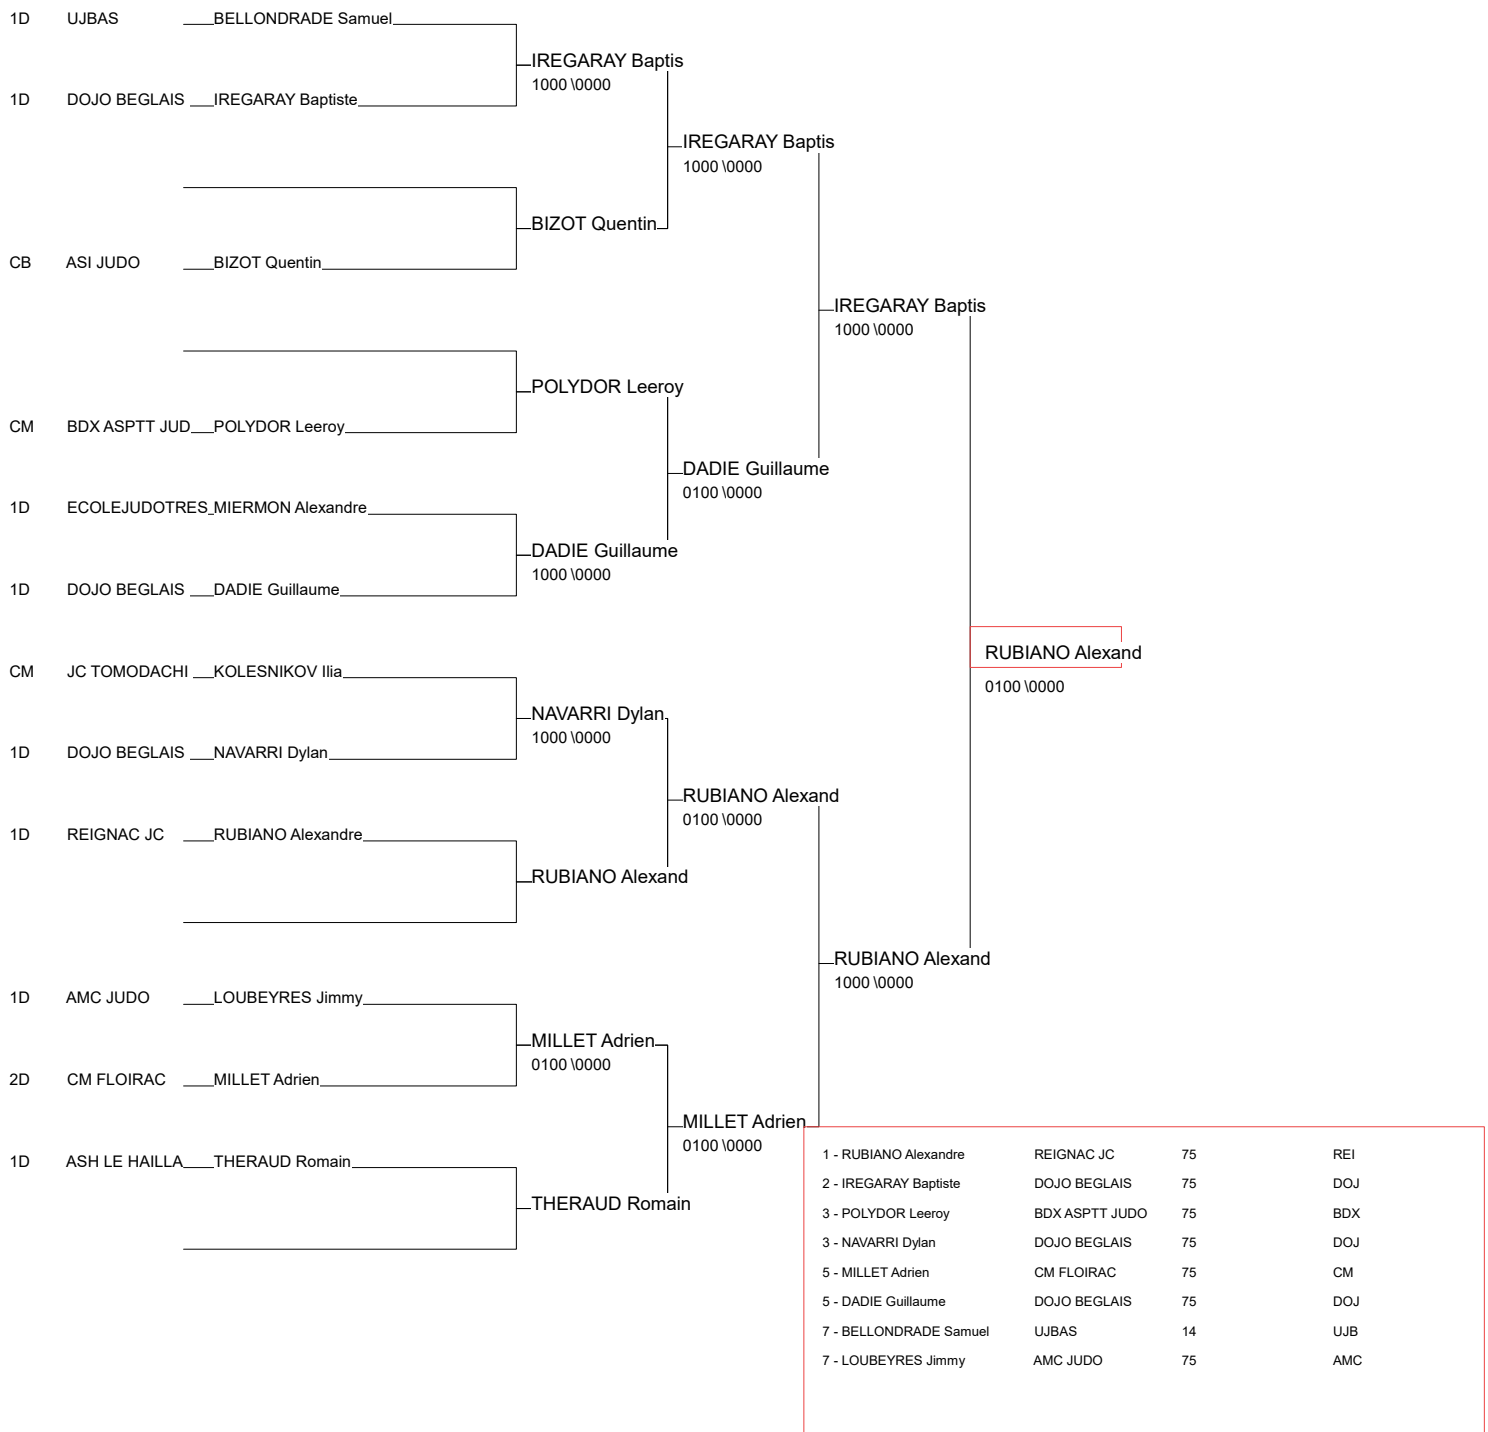 1D UJBAS BELLONDRADE Samuel
IREGARAY Baptis
1000 \0000
1D DOJO BEGLAIS IREGARAY Baptiste
IREGARAY Baptis
1000 \0000
BIZOT Quentin
CB ASI JUDO BIZOT Quentin
IREGARAY Baptis
1000 \0000
POLYDOR Leeroy
CM BDX ASPTT JUD POLYDOR Leeroy
DADIE Guillaume
0100 \0000
1D ECOLEJUDOTRES MIERMON Alexandre
DADIE Guillaume
1000 \0000
1D DOJO BEGLAIS DADIE Guillaume
RUBIANO Alexand
0100 \0000
CM JC TOMODACHI KOLESNIKOV Ilia
NAVARRI Dylan
1000 \0000
1D DOJO BEGLAIS NAVARRI Dylan
RUBIANO Alexand
0100 \0000
1D REIGNAC JC RUBIANO Alexandre
RUBIANO Alexand
RUBIANO Alexand
1000 \0000
1D AMC JUDO LOUBEYRES Jimmy
MILLET Adrien
0100 \0000
2D CM FLOIRAC MILLET Adrien
MILLET Adrien
0100 \0000
1D ASH LE HAILLA THERAUD Romain
THERAUD Romain
1 - RUBIANO Alexandre REIGNAC JC 75 REI
2 - IREGARAY Baptiste DOJO BEGLAIS 75 DOJ
3 - POLYDOR Leeroy BDX ASPTT JUDO 75 BDX
3 - NAVARRI Dylan DOJO BEGLAIS 75 DOJ
5 - MILLET Adrien CM FLOIRAC 75 CM
5 - DADIE Guillaume DOJO BEGLAIS 75 DOJ
7 - BELLONDRADE Samuel UJBAS 14 UJB
7 - LOUBEYRES Jimmy AMC JUDO 75 AMC